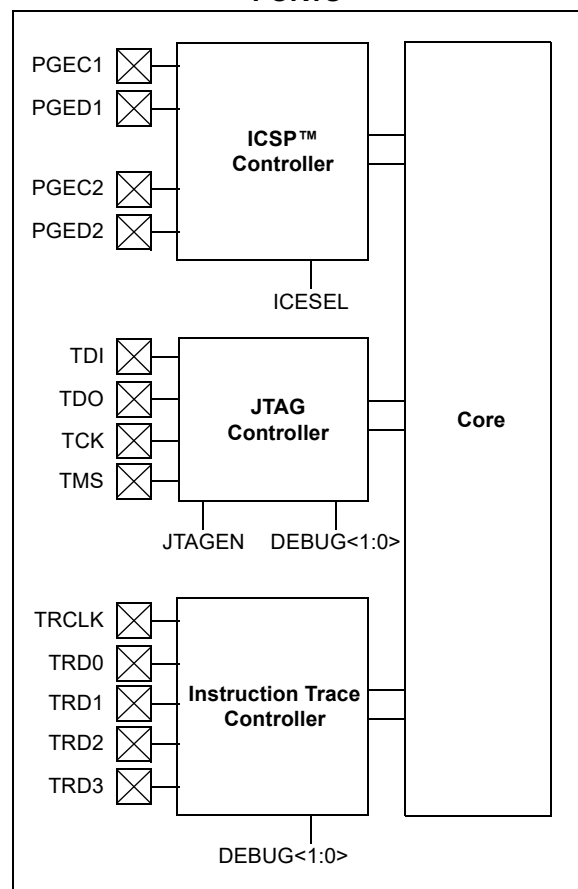 PGEC1
PGED1
ICSP™
Controller
PGEC2
PGED2
ICESEL
TDI
TDO
JTAG
Controller
Core
TCK
TMS
JTAGEN DEBUG<1:0>
TRCLK
TRD0
TRD1
Instruction Trace
Controller
TRD2
TRD3
DEBUG<1:0>